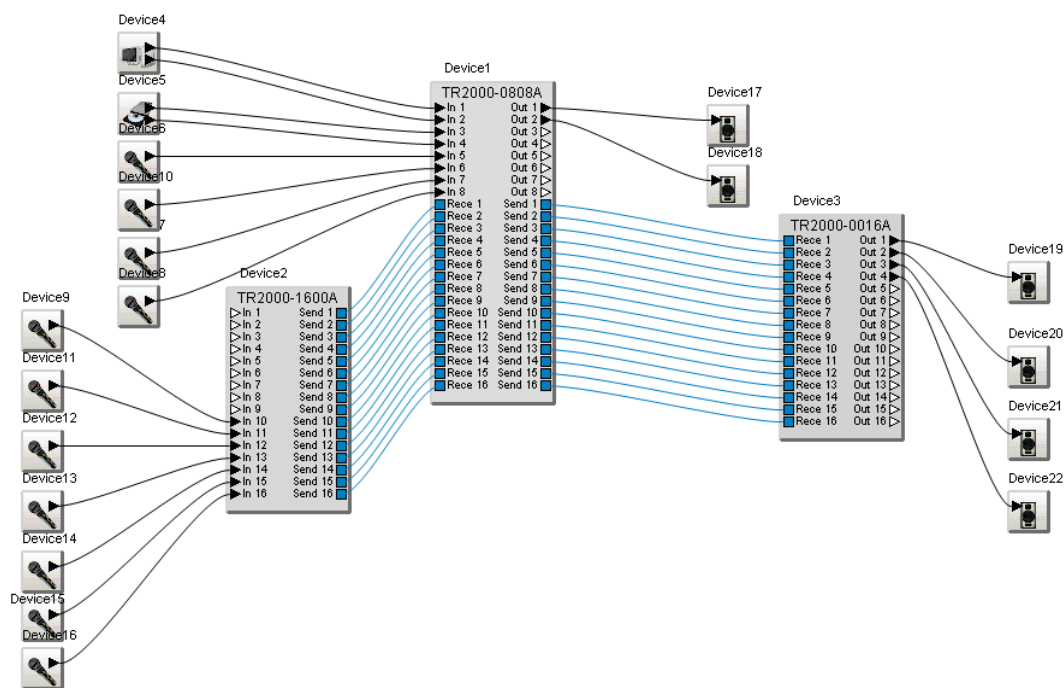 Device4
Device5
Device6
Device10
7
Device8
Device1
TR2000-0808A
In 1 Out 1
In 2 Out 2
In 3 Out 3
In 4 Out 4
In 5 Out 5
In 6 Out 6
In 7 Out 7
In 8 Out 8
Rece 1 Send 1
Rece 2 Send 2
Rece 3 Send 3
Rece 4 Send 4
Rece 5 Send 5
Rece 6 Send 6
Rece 7 Send 7
Rece 8 Send 8
Rece 9 Send 9
Rece 10 Send 10
Rece 11 Send 11
Rece 12 Send 12
Rece 13 Send 13
Rece 14 Send 14
Rece 15 Send 15
Rece 16 Send 16
Device17
Device18
Device9
Device11
Device12
Device13
Device14
Device15
Device16
Device2
TR2000-1600A
In 1 Send 1
In 2 Send 2
In 3 Send 3
In 4 Send 4
In 5 Send 5
In 6 Send 6
In 7 Send 7
In 8 Send 8
In 9 Send 9
In 10 Send 10
In 11 Send 11
In 12 Send 12
In 13 Send 13
In 14 Send 14
In 15 Send 15
In 16 Send 16
Device3
TR2000-0016A
Rece 1 Out 1
Rece 2 Out 2
Rece 3 Out 3
Rece 4 Out 4
Rece 5 Out 5
Rece 6 Out 6
Rece 7 Out 7
Rece 8 Out 8
Rece 9 Out 9
Rece 10 Out 10
Rece 11 Out 11
Rece 12 Out 12
Rece 13 Out 13
Rece 14 Out 14
Rece 15 Out 15
Rece 16 Out 16
Device19
Device20
Device21
Device22